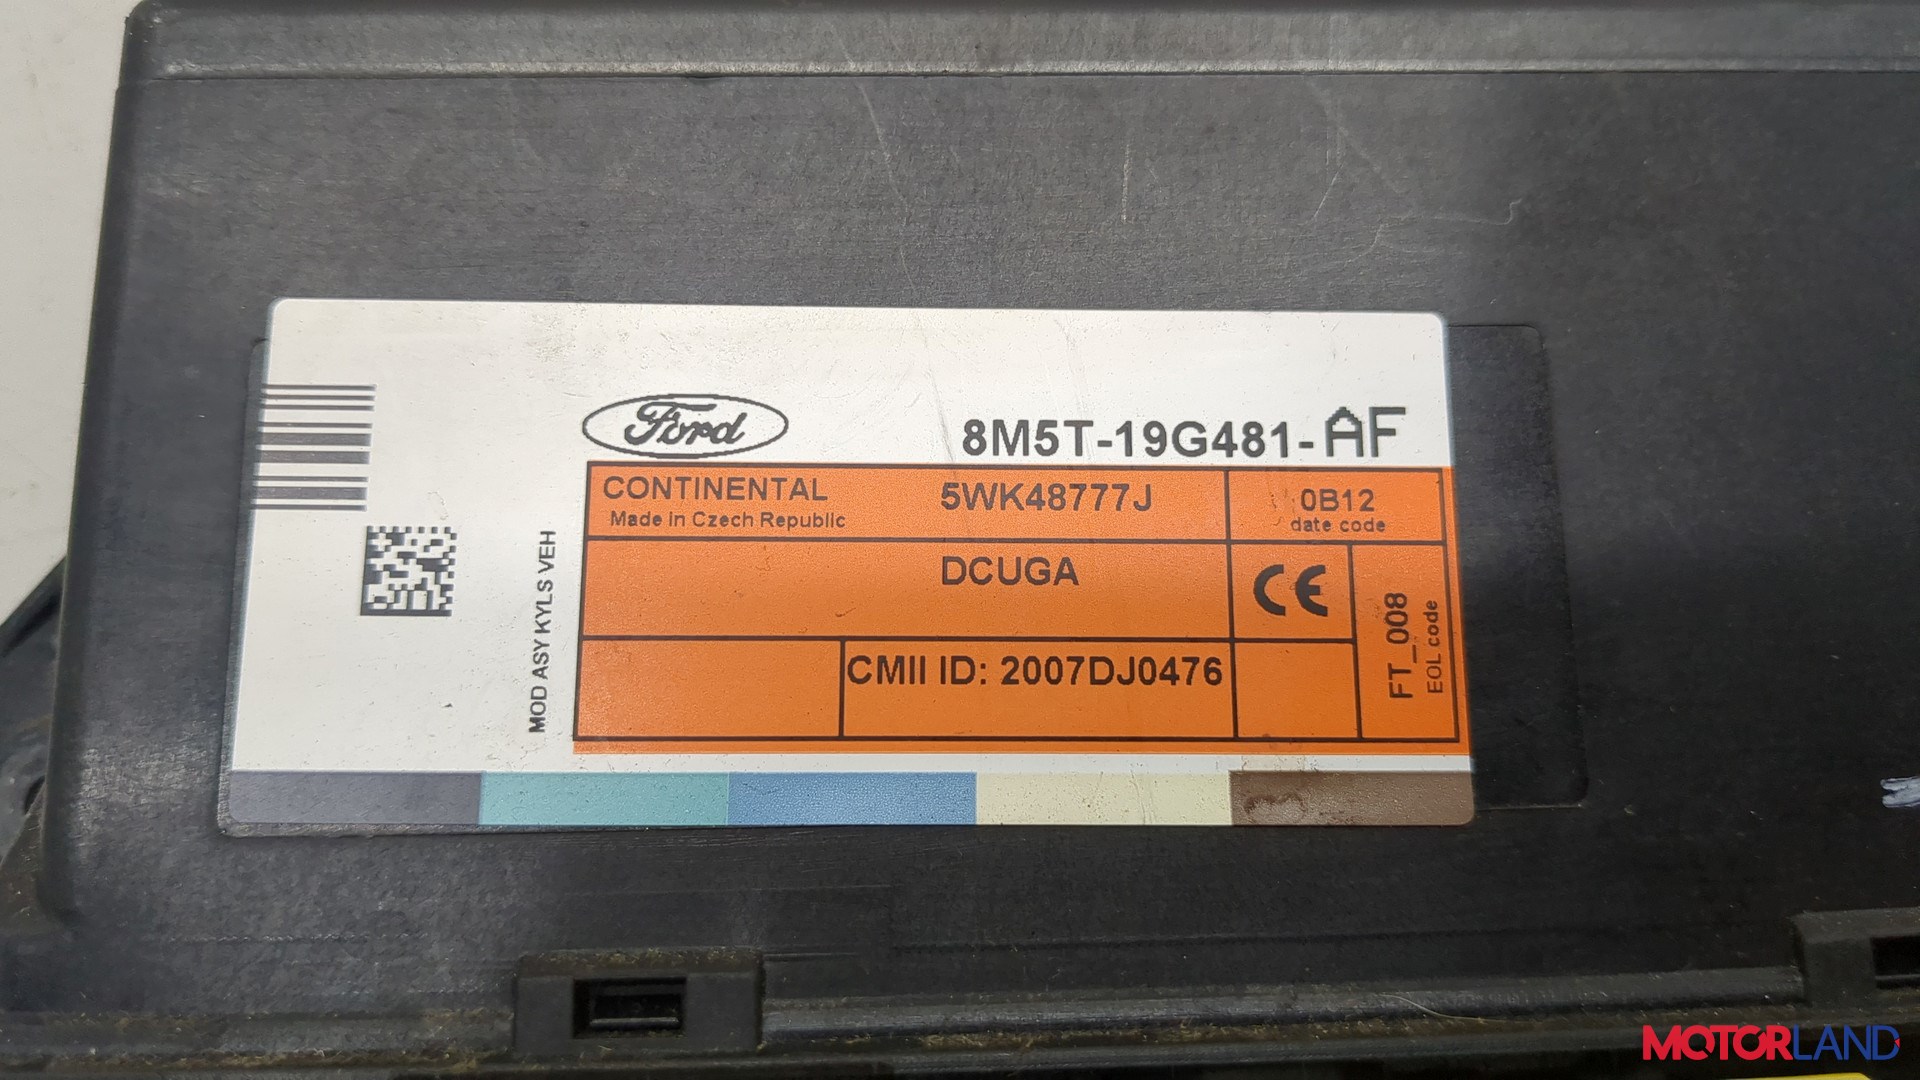 Ford
8M5T-19G481-AF
CONTINENTAL
Made in Czech Republic
5WK48777J
0B12
date code
DCUGA
CE
MOD ASY KYLS VEH
CMII ID: 2007DJ0476
FT_008
EOL code
MOTORLAND